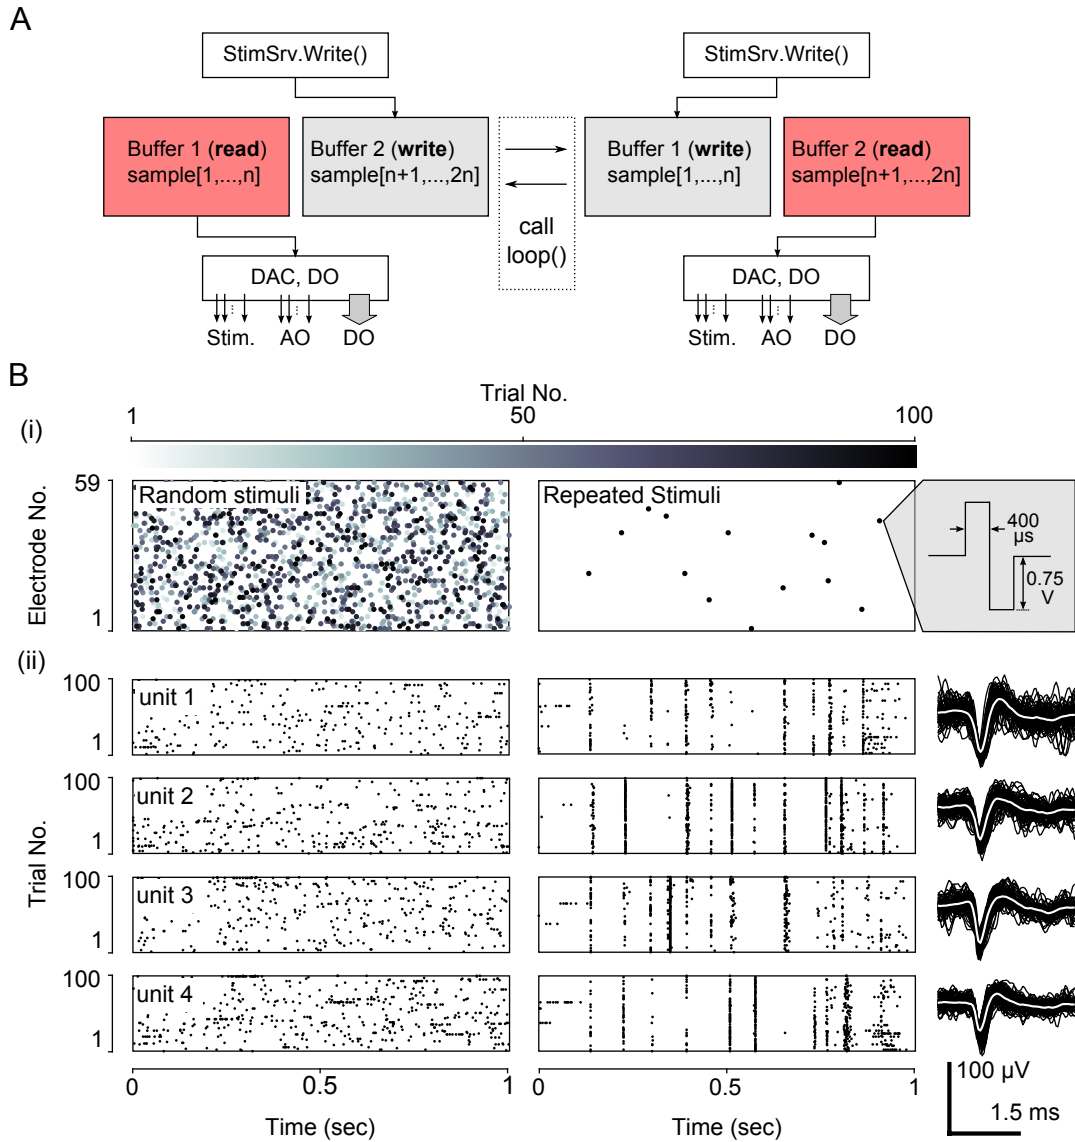 A
StimSrv.Write()
StimSrv.Write()
Buffer 1 (read)
sample[1,...,n]
Buffer 2 (write)
sample[n+1,...,2n]
call
loop()
Buffer 1 (write)
sample[1,...,n]
Buffer 2 (read)
sample[n+1,...,2n]
DAC, DO
DAC, DO
Stim.
AO
DO
Stim.
AO
DO
B
Trial No.
1
50
100
(i)
59
Electrode No.
1
Random stimuli
Repeated Stimuli
400
µs
0.75
V
(ii)
Trial No.
100
1
unit 1
100
1
unit 2
100
1
unit 3
100
1
unit 4
0
0.5
1
0
0.5
1
Time (sec)
Time (sec)
100 µV
1.5 ms